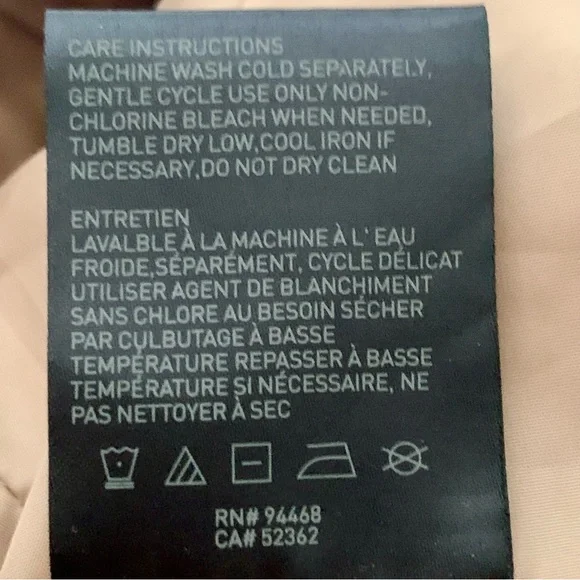 CARE INSTRUCTIONS
MACHINE WASH COLD SEPARATELY,
GENTLE CYCLE USE ONLY NON-
CHLORINE BLEACH WHEN NEEDED,
TUMBLE DRY LOW,COOL IRON IF
NECESSARY,DO NOT DRY CLEAN
ENTRETIEN
LAVALBLE À LA MACHINE À L' EAU
FROIDE,SÉPARÉMENT, CYCLE DÉLICAT
UTILISER AGENT DE BLANCHIMENT
SANS CHLORE AU BESOIN SÉCHER
PAR CULBUTAGE À BASSE
TEMPÉRATURE REPASSER À BASSE
TEMPÉRATURE SI NÉCESSAIRE, NE
PAS NETTOYER À SEC
RN# 94468
CA# 52362